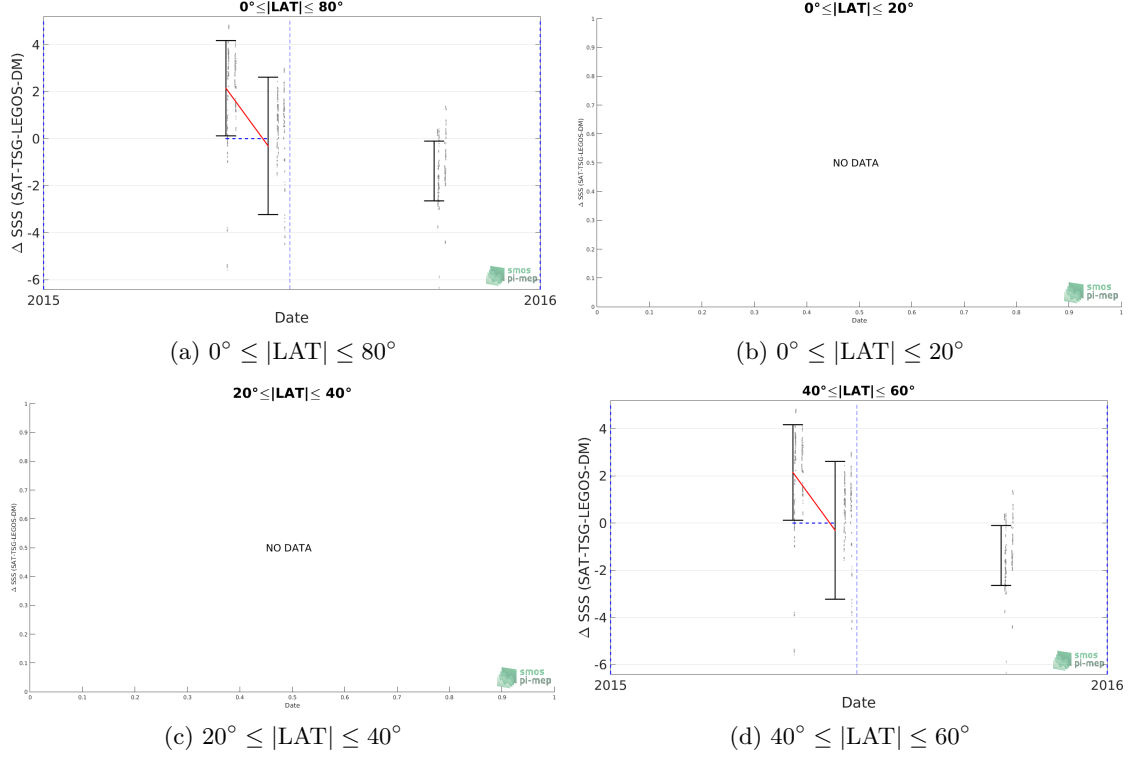 0°≤|LAT|≤ 80°
4
2
0
-2
-4
-6
Δ SSS (SAT-TSG-LEGOS-DM)
smos
pi-mep
2015
2016
Date
(a) 0° ≤ |LAT| ≤ 80°
0°≤|LAT|≤ 20°
1
0.9
0.8
0.7
0.6
0.5
0.4
0.3
0.2
0.1
0
Δ SSS (SAT-TSG-LEGOS-DM)
NO DATA
smos
pi-mep
0 0.1 0.2 0.3 0.4 0.5 0.6 0.7 0.8 0.9 1
Date
(b) 0° ≤ |LAT| ≤ 20°
20°≤|LAT|≤ 40°
1
0.9
0.8
0.7
0.6
0.5
0.4
0.3
0.2
0.1
0
Δ SSS (SAT-TSG-LEGOS-DM)
NO DATA
smos
pi-mep
0 0.1 0.2 0.3 0.4 0.5 0.6 0.7 0.8 0.9 1
Date
(c) 20° ≤ |LAT| ≤ 40°
40°≤|LAT|≤ 60°
4
2
0
-2
-4
-6
Δ SSS (SAT-TSG-LEGOS-DM)
smos
pi-mep
2015
2016
Date
(d) 40° ≤ |LAT| ≤ 60°